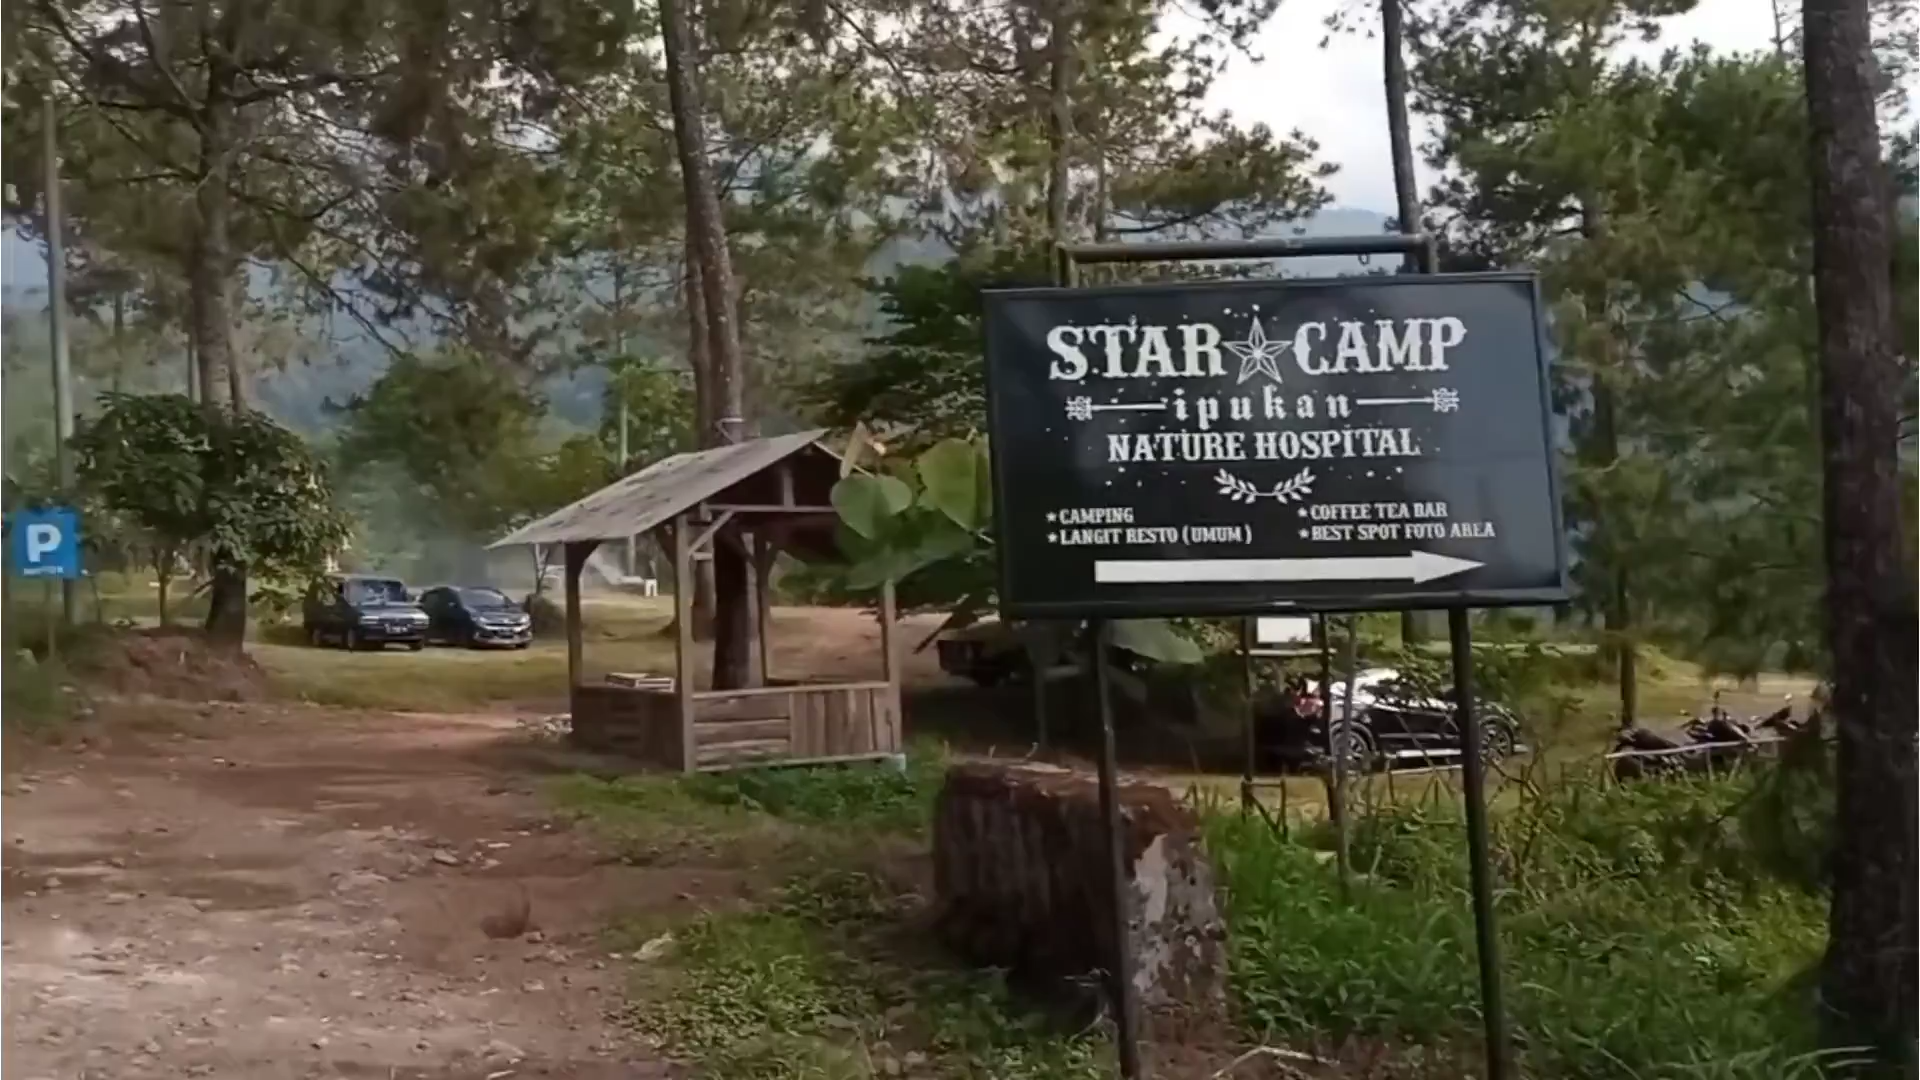 STAR CAMP
ipukan
NATURE HOSPITAL
★ CAMPING
★ LANGIT RESTO (UMUM)
★ COFFEE TEA BAR
★ BEST SPOT FOTO AREA
P